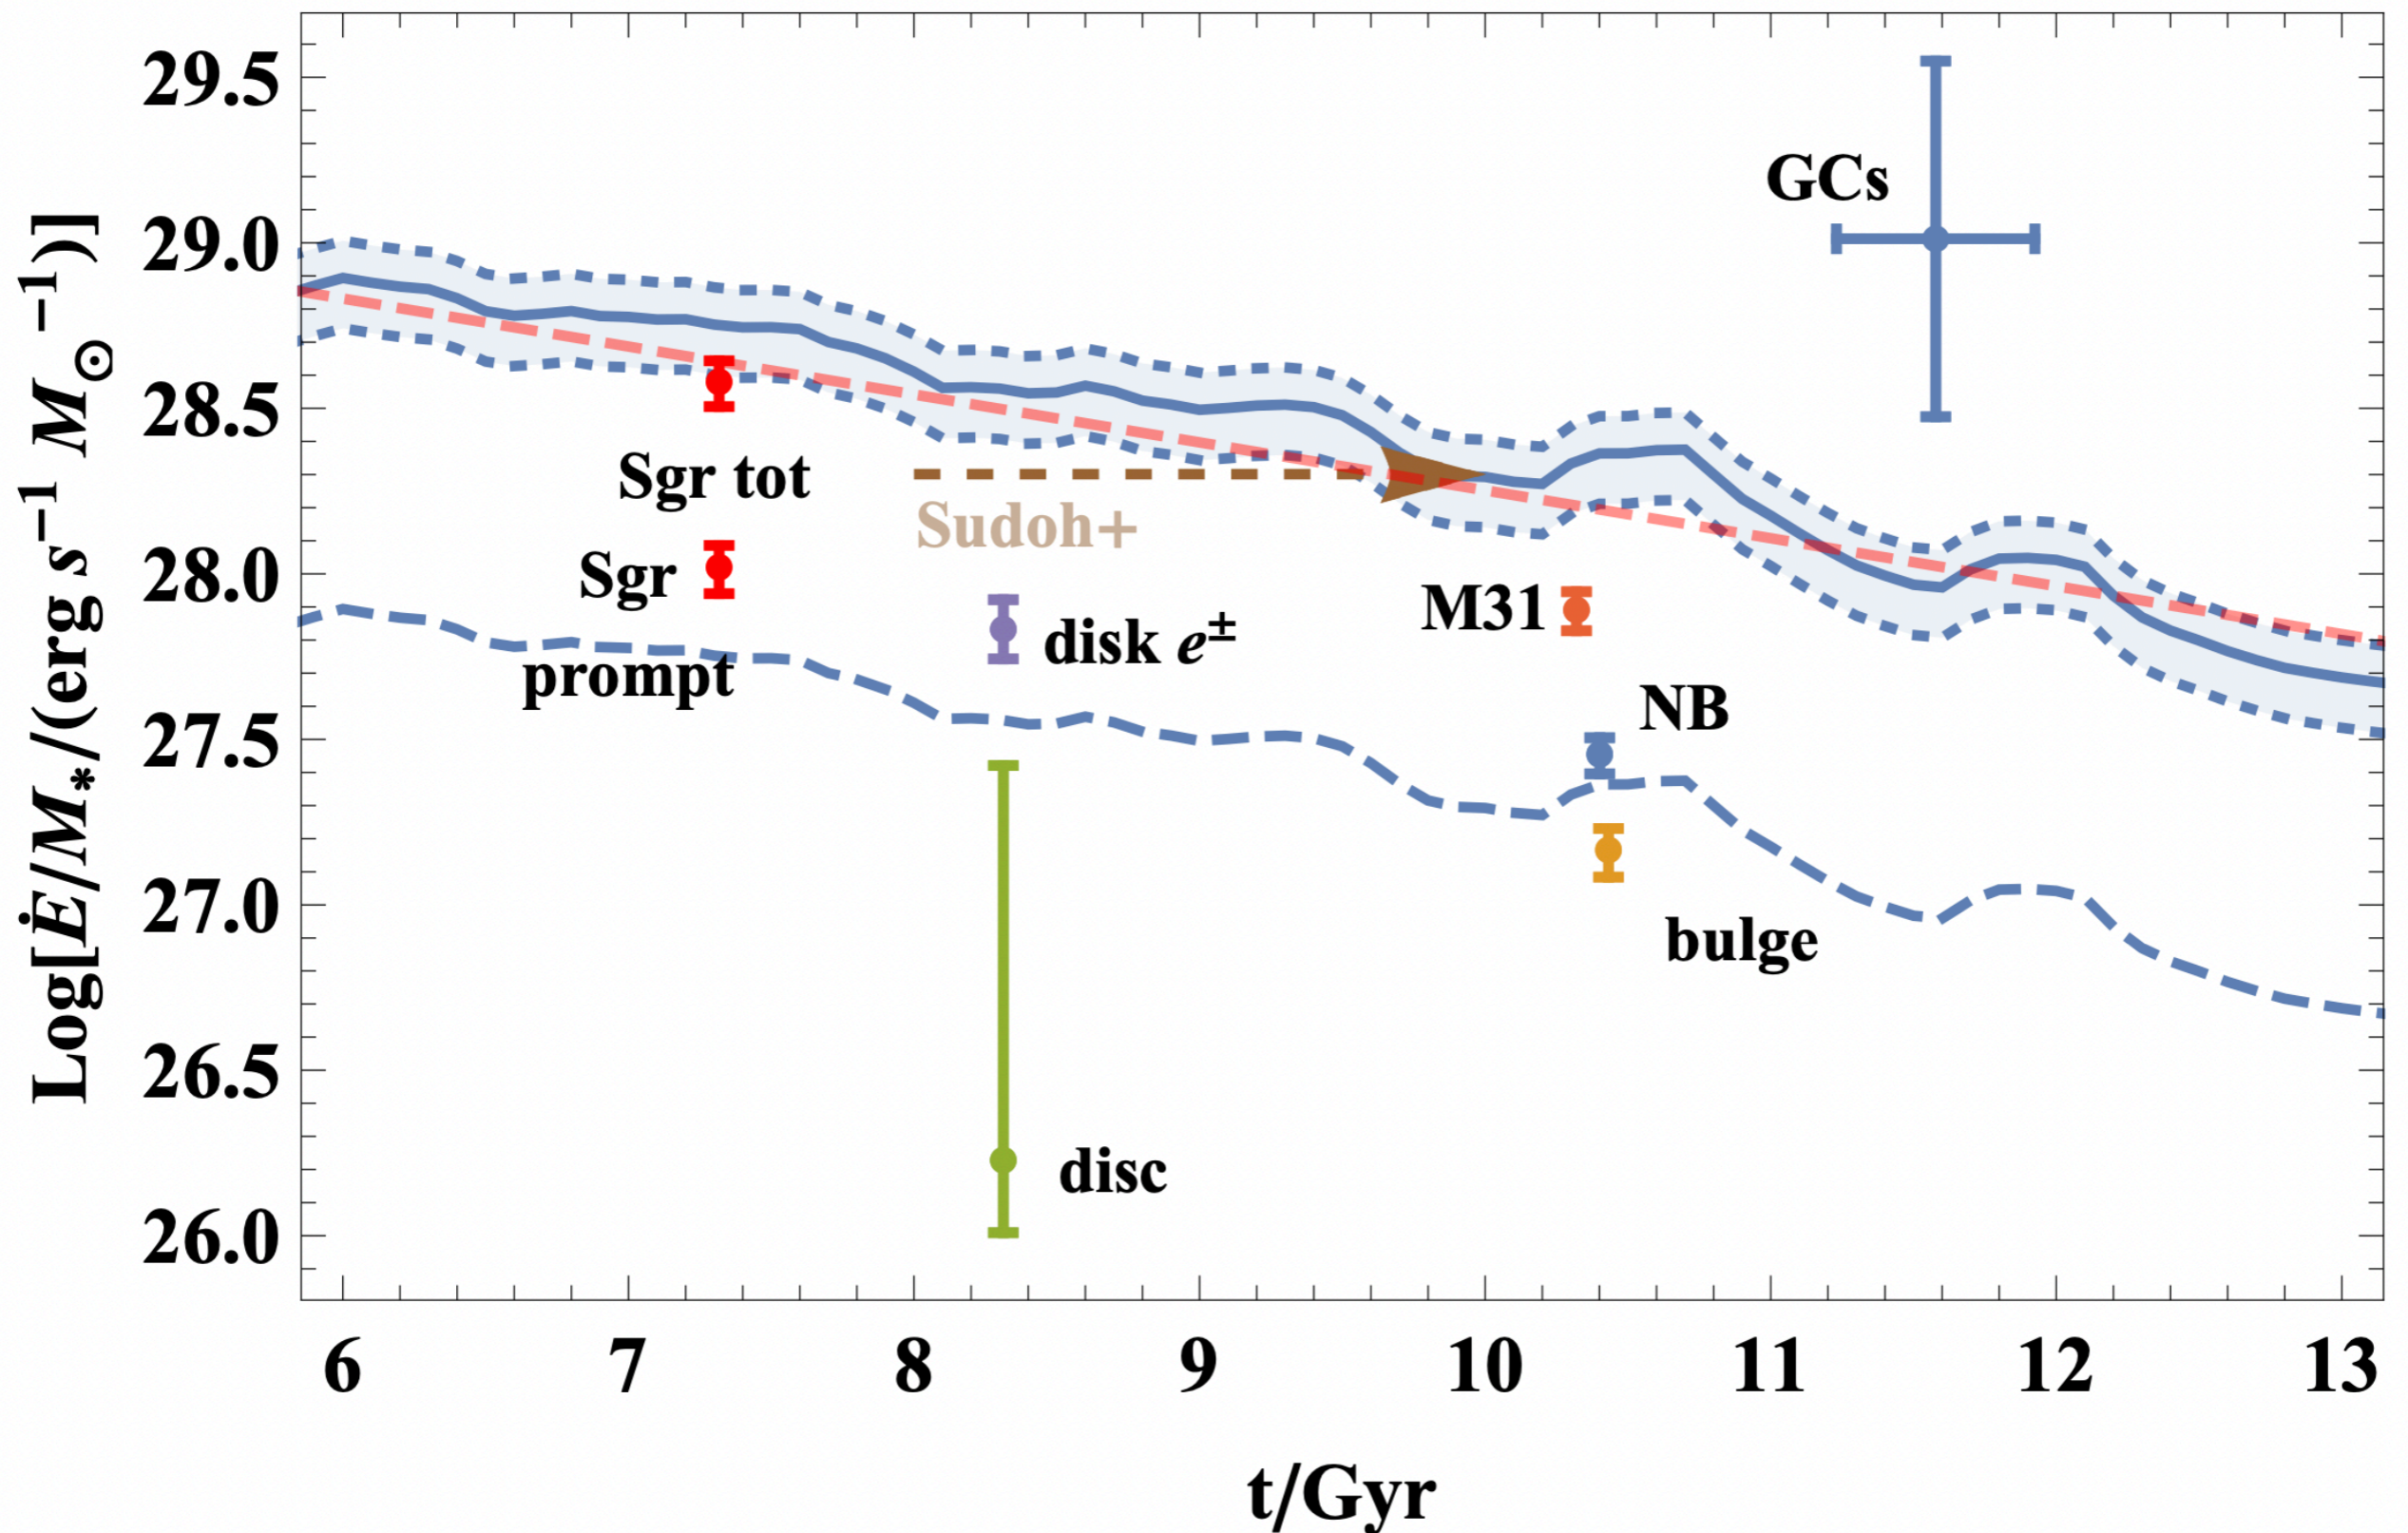 Log[Ė//M*/(erg s⁻¹ M⊙⁻¹)]
29.5
29.0
28.5
28.0
27.5
27.0
26.5
26.0
GCs
Sgr tot
Sudoh+
Sgr
M31
disk e±
prompt
NB
bulge
disc
6 7 8 9 10 11 12 13
t/Gyr